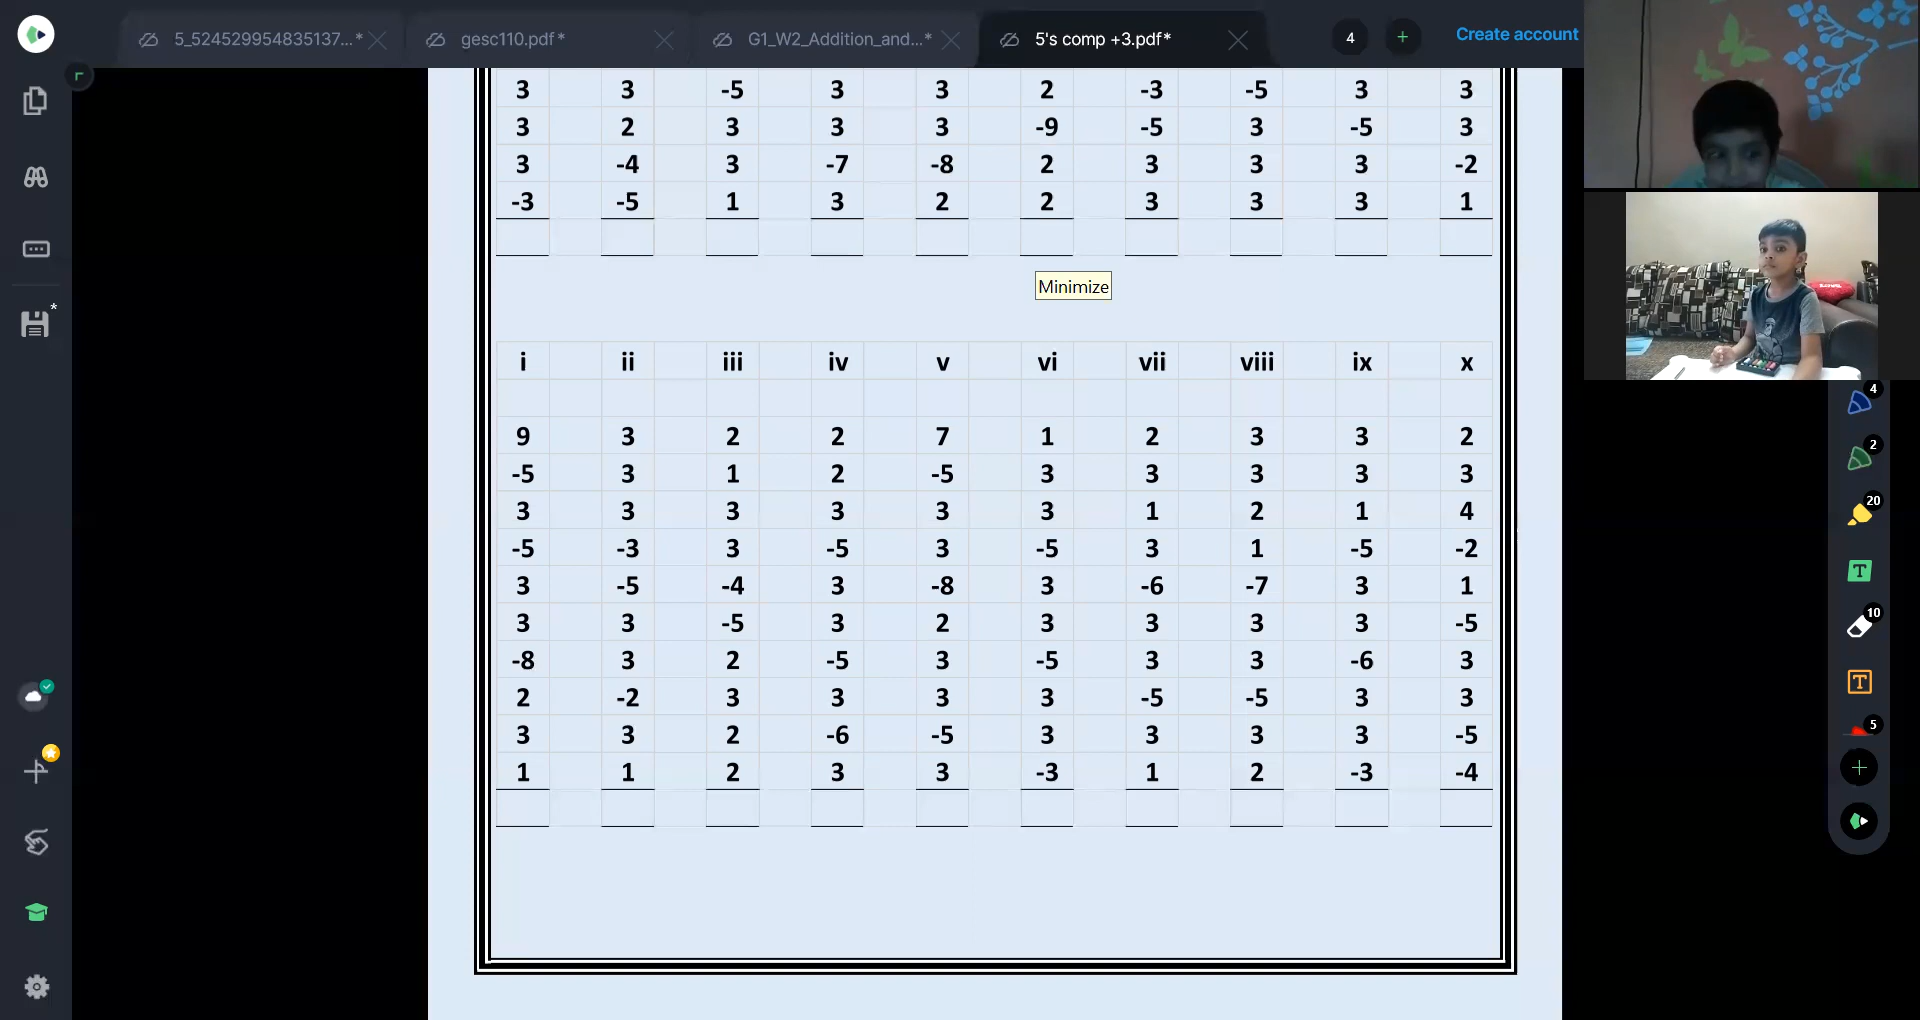 5_524529954835137...*
gesc110.pdf*
G1_W2_Addition_and...*
5's comp +3.pdf*
4
+
Create account
3 3 -5 3 3 2 -3 -5 3 3
3 2 3 3 3 -9 -5 3 -5 3
3 -4 3 -7 -8 2 3 3 3 -2
-3 -5 1 3 2 2 3 3 3 1
Minimize
i ii iii iv v vi vii viii ix x
9 3 2 2 7 1 2 3 3 2
-5 3 1 2 -5 3 3 3 3 3
3 3 3 3 3 3 1 2 1 4
-5 -3 3 -5 3 -5 3 1 -5 -2
3 -5 -4 3 -8 3 -6 -7 3 1
3 3 -5 3 2 3 3 3 3 -5
-8 3 2 -5 3 -5 3 3 -6 3
2 -2 3 3 3 3 -5 -5 3 3
3 3 2 -6 -5 3 3 3 3 -5
1 1 2 3 3 -3 1 2 -3 -4
4
2
20
T
10
T
5